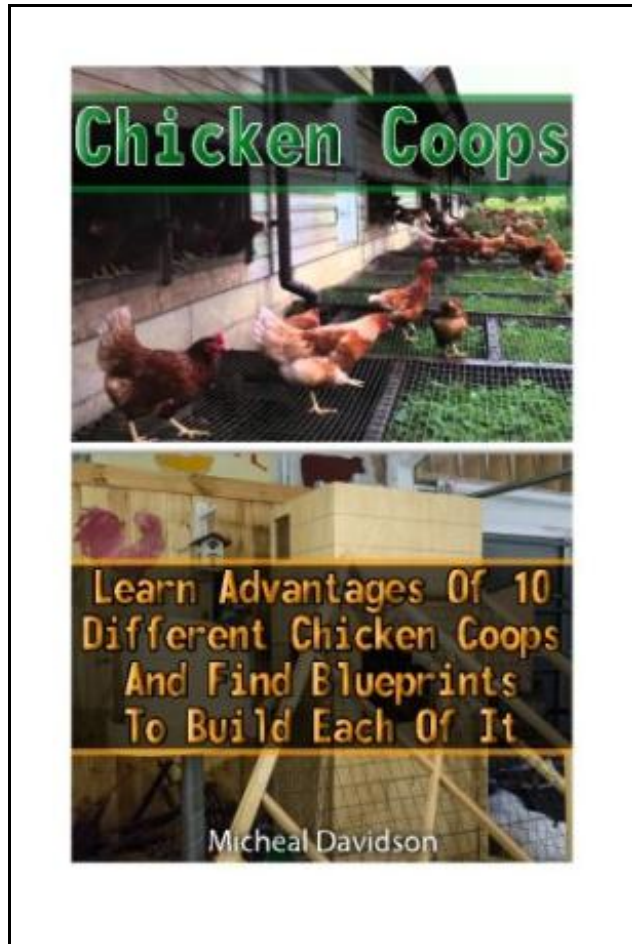 Chicken Coops
Learn Advantages Of 10
Different Chicken Coops
And Find Blueprints
To Build Each Of It
Micheal Davidson